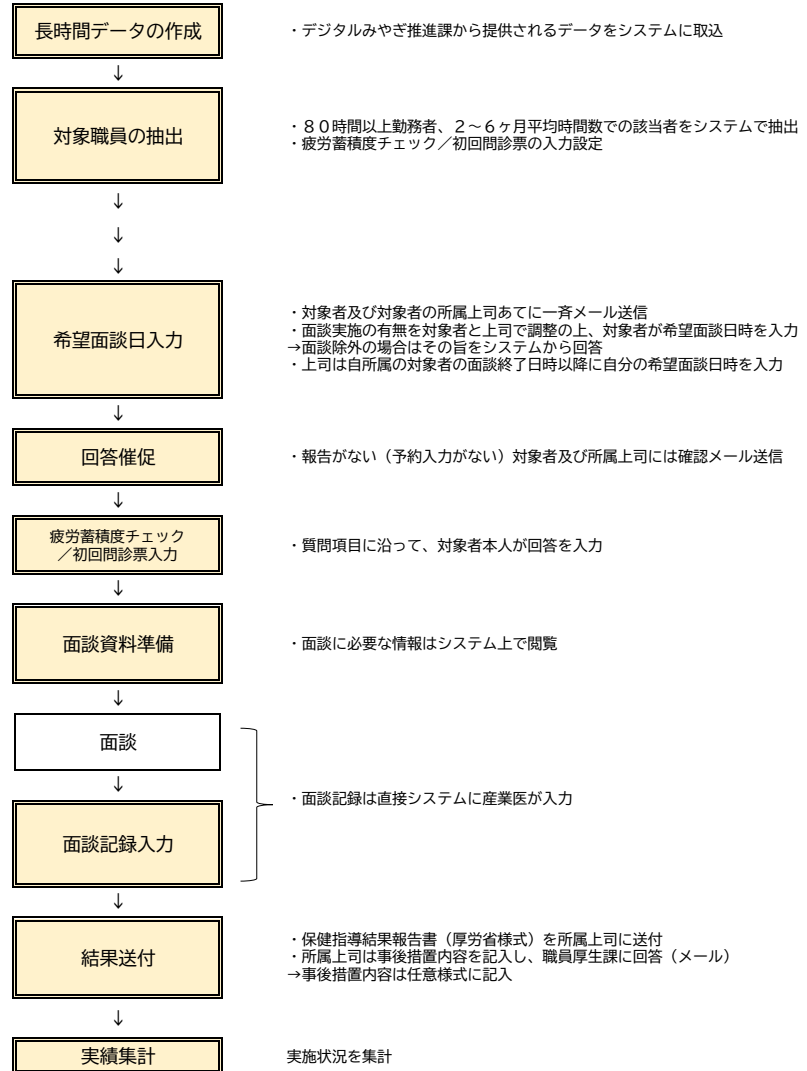 長時間データの作成
・デジタルみやぎ推進課から提供されるデータをシステムに取込
↓
対象職員の抽出
・８０時間以上勤務者、２～６ヶ月平均時間数での該当者をシステムで抽出
・疲労蓄積度チェック／初回問診票の入力設定
↓
↓
↓
希望面談日入力
・対象者及び対象者の所属上司あてに一斉メール送信
・面談実施の有無を対象者と上司で調整の上、対象者が希望面談日時を入力
→面談除外の場合はその旨をシステムから回答
・上司は自所属の対象者の面談終了日時以降に自分の希望面談日時を入力
↓
回答催促
・報告がない（予約入力がない）対象者及び所属上司には確認メール送信
↓
疲労蓄積度チェック
／初回問診票入力
・質問項目に沿って、対象者本人が回答を入力
↓
面談資料準備
・面談に必要な情報はシステム上で閲覧
↓
面談
↓
・面談記録は直接システムに産業医が入力
面談記録入力
↓
結果送付
・保健指導結果報告書（厚労省様式）を所属上司に送付
・所属上司は事後措置内容を記入し、職員厚生課に回答（メール）
→事後措置内容は任意様式に記入
↓
実績集計
実施状況を集計